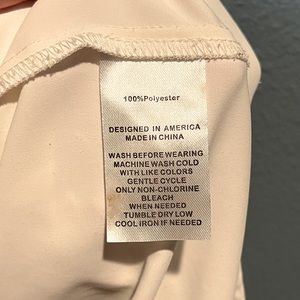 100%Polyester
DESIGNED IN AMERICA
MADE IN CHINA
WASH BEFORE WEARING
MACHINE WASH COLD
WITH LIKE COLORS
GENTLE CYCLE
ONLY NON-CHLORINE
BLEACH
WHEN NEEDED
TUMBLE DRY LOW
COOL IRON IF NEEDED